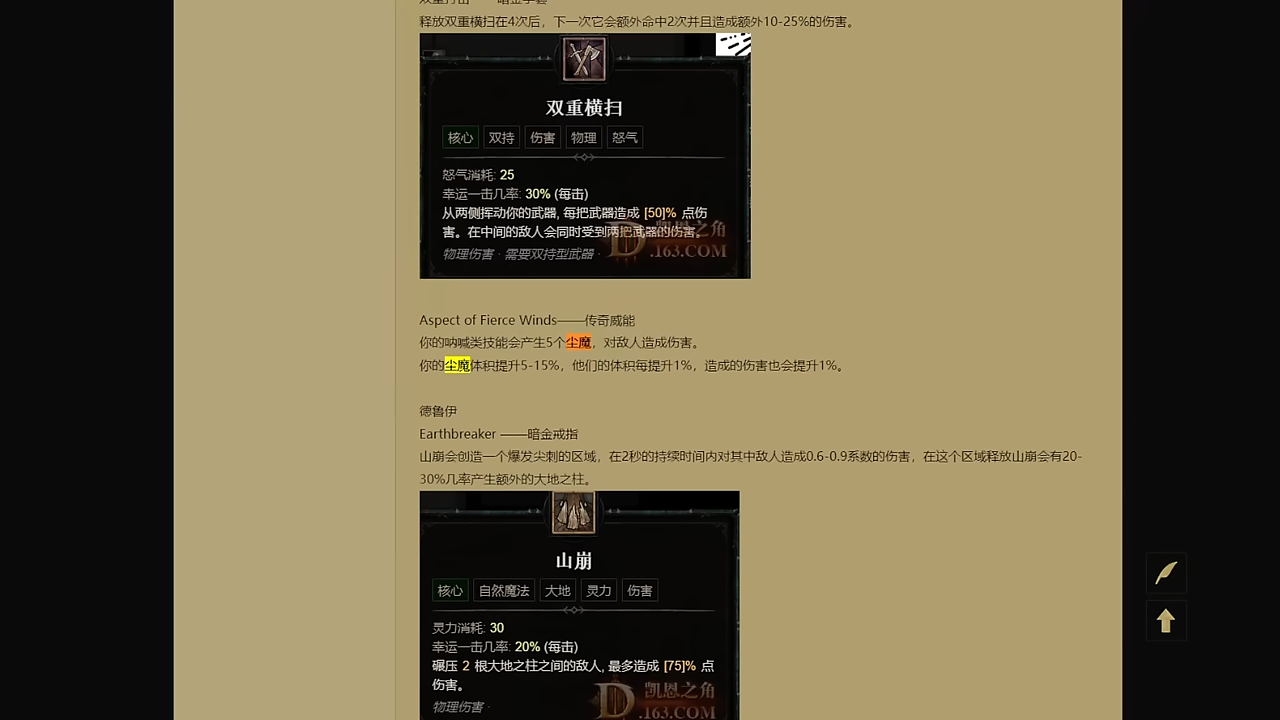 释放双重横扫在4次后，下一次它会额外命中2次并且造成额外10-25%的伤害。
双重横扫
核心 双持 伤害 物理 怒气
怒气消耗: 25
幸运一击几率: 30% (每击)
从两侧挥动你的武器, 每把武器造成 [50]% 点伤
害。在中间的敌人会同时受到两把武器的伤害。
物理伤害 · 需要双持型武器 ·
凯恩之角
.163.COM
Aspect of Fierce Winds——传奇威能
你的呐喊类技能会产生5个尘魔，对敌人造成伤害。
你的尘魔体积提升5-15%，他们的体积每提升1%，造成的伤害也会提升1%。
德鲁伊
Earthbreaker ——暗金戒指
山崩会创造一个爆发尖刺的区域，在2秒的持续时间内对其中敌人造成0.6-0.9系数的伤害，在这个区域释放山崩会有20-
30%几率产生额外的大地之柱。
山崩
核心 自然魔法 大地 灵力 伤害
灵力消耗: 30
幸运一击几率: 20% (每击)
碾压 2 根大地之柱之间的敌人, 最多造成 [75]% 点
伤害。
物理伤害 ·
凯恩之角
.163.COM